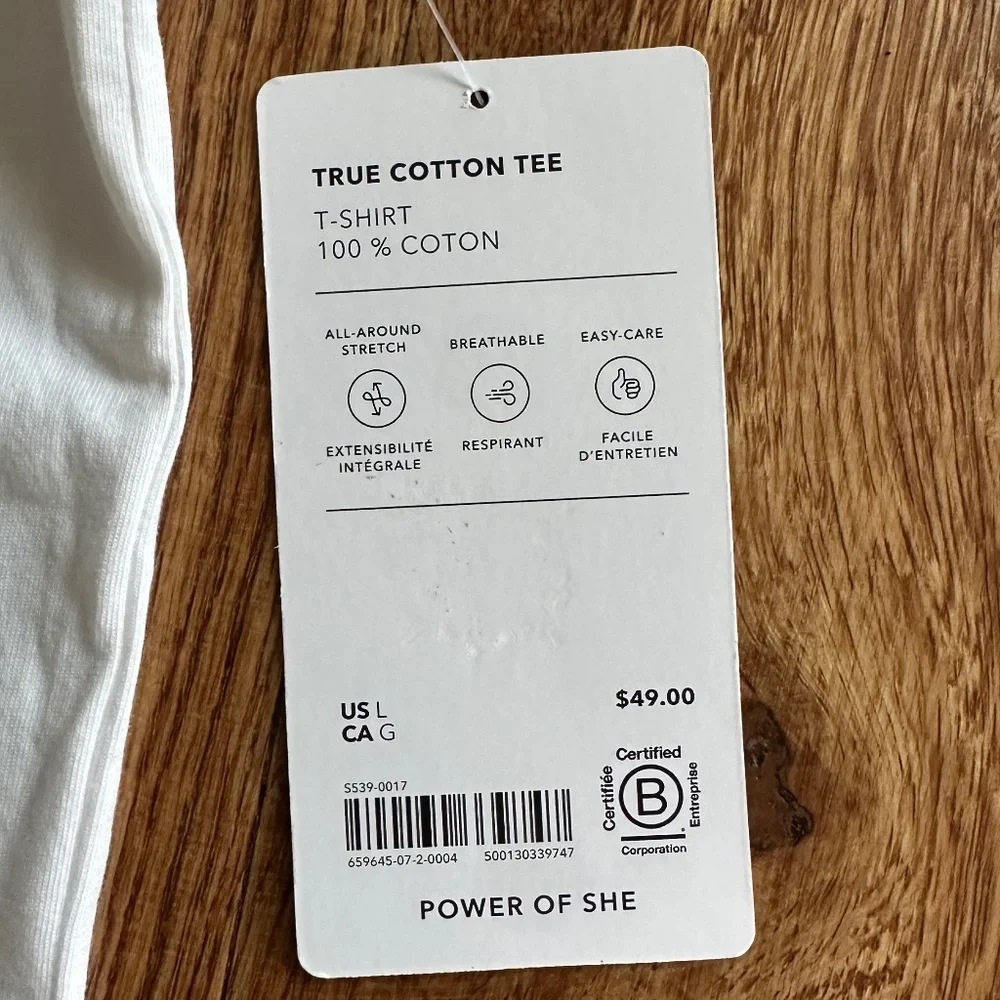 TRUE COTTON TEE
T-SHIRT
100 % COTON
ALL-AROUND
STRETCH
BREATHABLE
EASY-CARE
EXTENSIBILITÉ
INTÉGRALE
RESPIRANT
FACILE
D'ENTRETIEN
US L
CA G
$49.00
S539-0017
659645-07-2-0004 500130339747
Certified
Certifiée
B
Entreprise
Corporation
POWER OF SHE